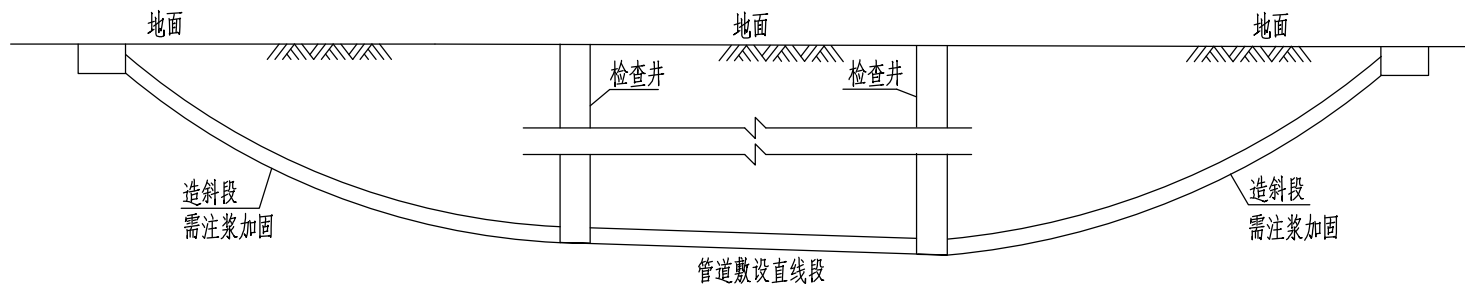 地面
地面
地面
检查井
检查井
造斜段
需注浆加固
造斜段
需注浆加固
管道敷设直线段